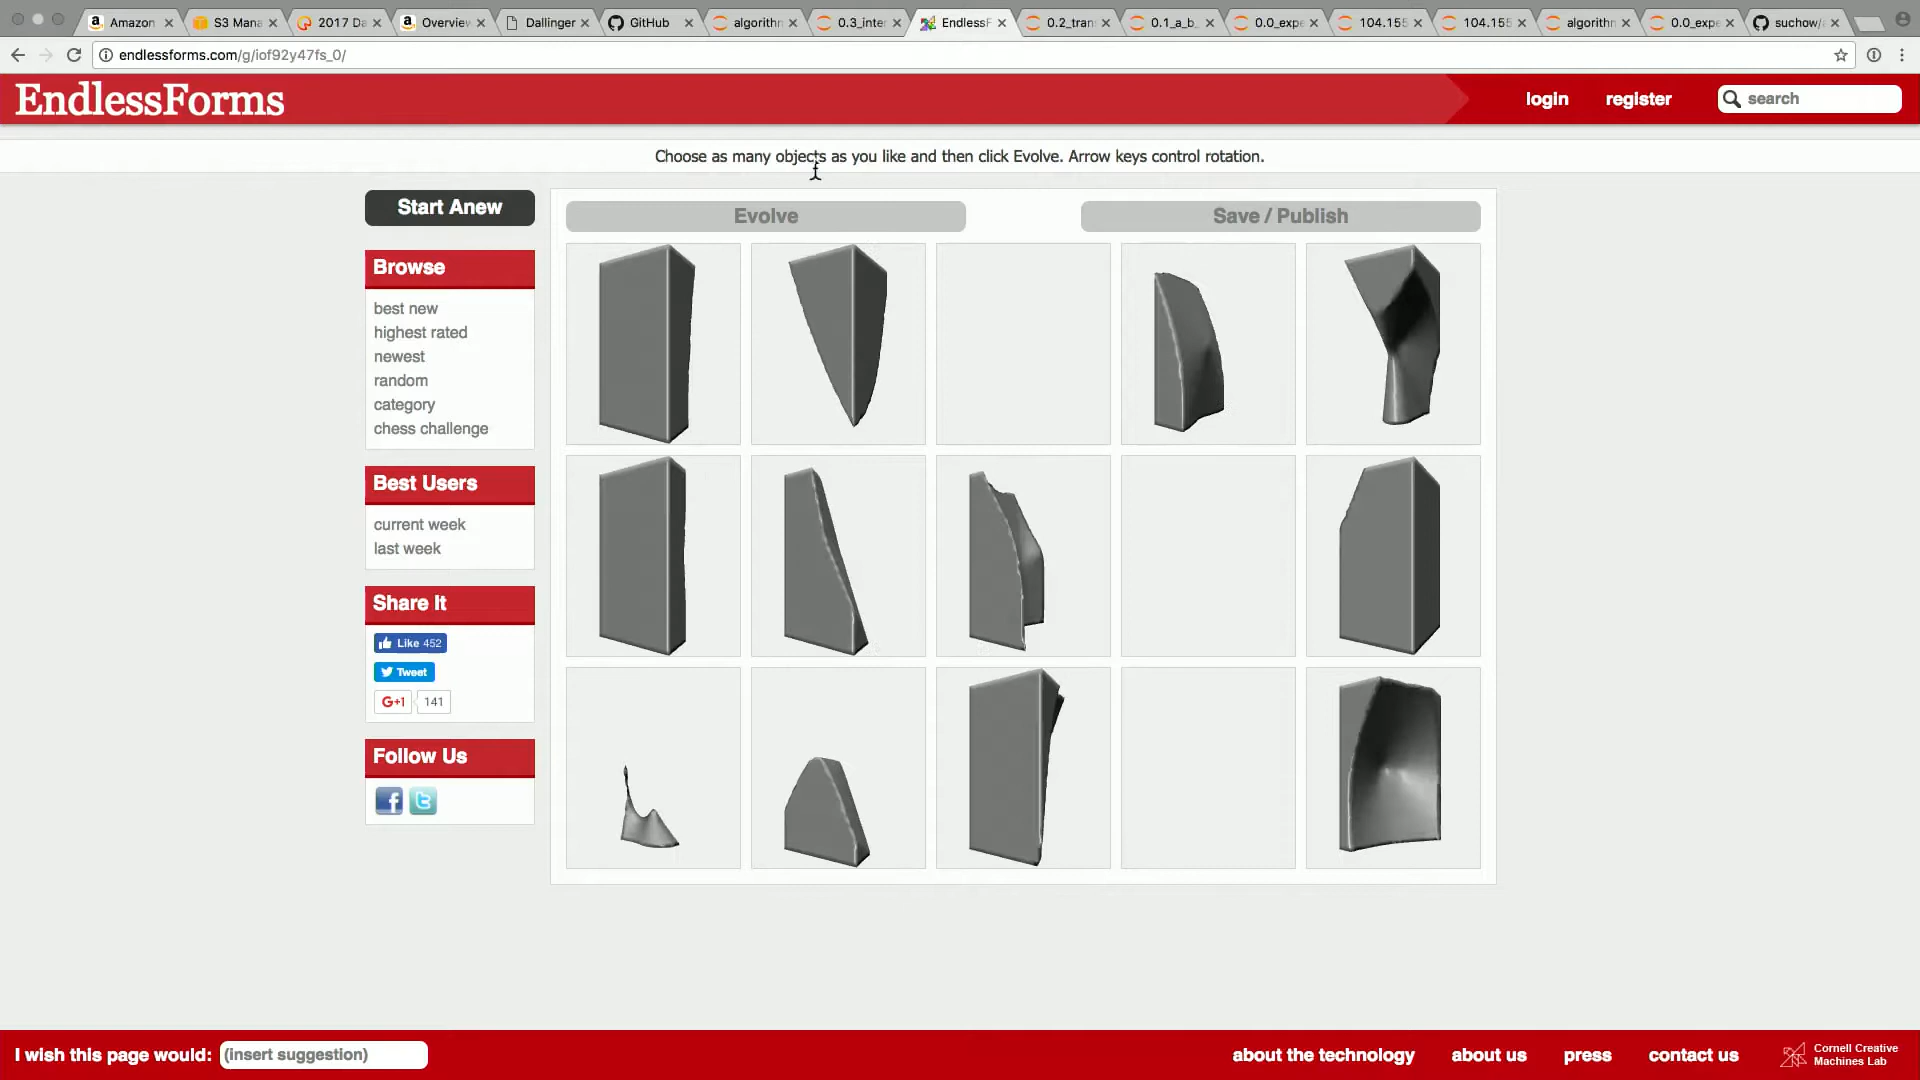 Amazon
S3 Mana
2017 Da
Overview
Dallinger
GitHub
algorithm
0.3_inter
EndlessF
0.2_tran
0.1_a_b_
0.0_expe
104.155
104.155
algorithm
0.0_expe
suchow/
endlessforms.com/g/iof92y47fs_0/
EndlessForms
login
register
search
Choose as many objects as you like and then click Evolve. Arrow keys control rotation.
Start Anew
Evolve
Save / Publish
Browse
best new
highest rated
newest
random
category
chess challenge
Best Users
current week
last week
Share It
Like 452
Tweet
G+1 141
Follow Us
I wish this page would: (insert suggestion)
about the technology
about us
press
contact us
Cornell Creative
Machines Lab